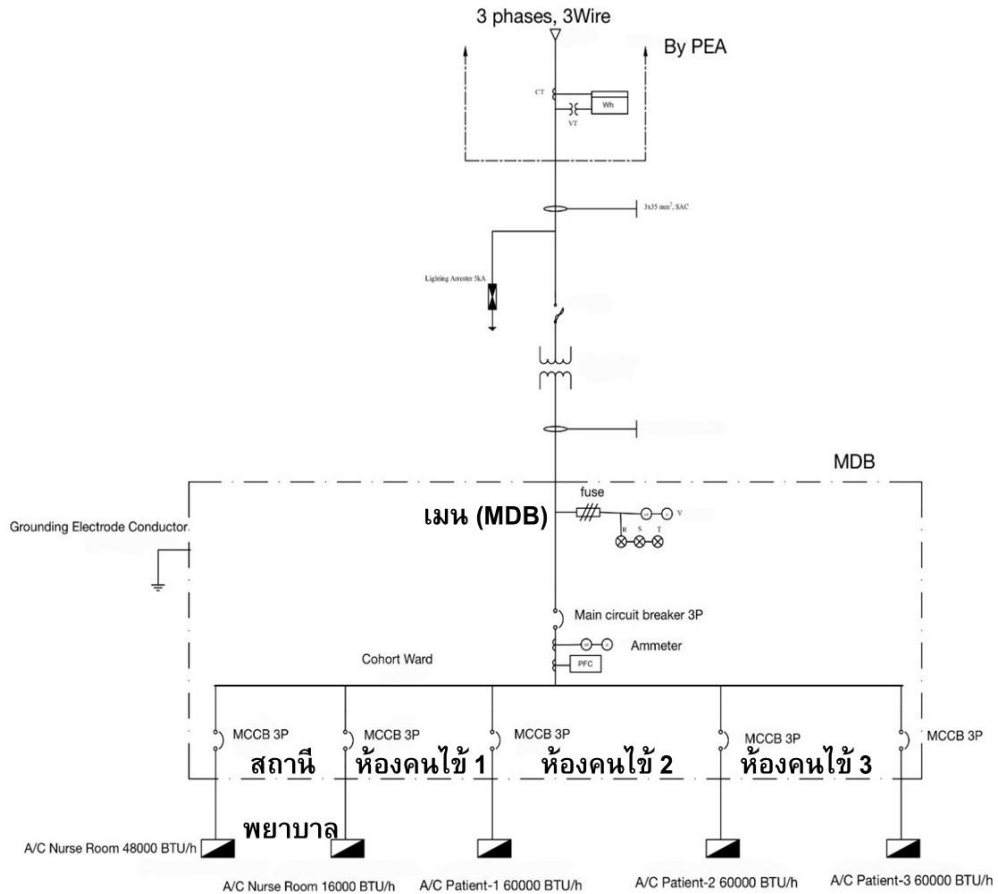 3 phases, 3Wire
By PEA
CT
Wh
VT
3x35 mm², SAC
Lighting Arrester 5kA
MDB
fuse
เมน (MDB)
V
R S T
Grounding Electrode Conductor
Main circuit breaker 3P
Ammeter
PFC
Cohort Ward
MCCB 3P MCCB 3P MCCB 3P MCCB 3P MCCB 3P
สถานี ห้องคนไข้ 1 ห้องคนไข้ 2 ห้องคนไข้ 3
พยาบาล
A/C Nurse Room 48000 BTU/h
A/C Nurse Room 16000 BTU/h A/C Patient-1 60000 BTU/h A/C Patient-2 60000 BTU/h A/C Patient-3 60000 BTU/h